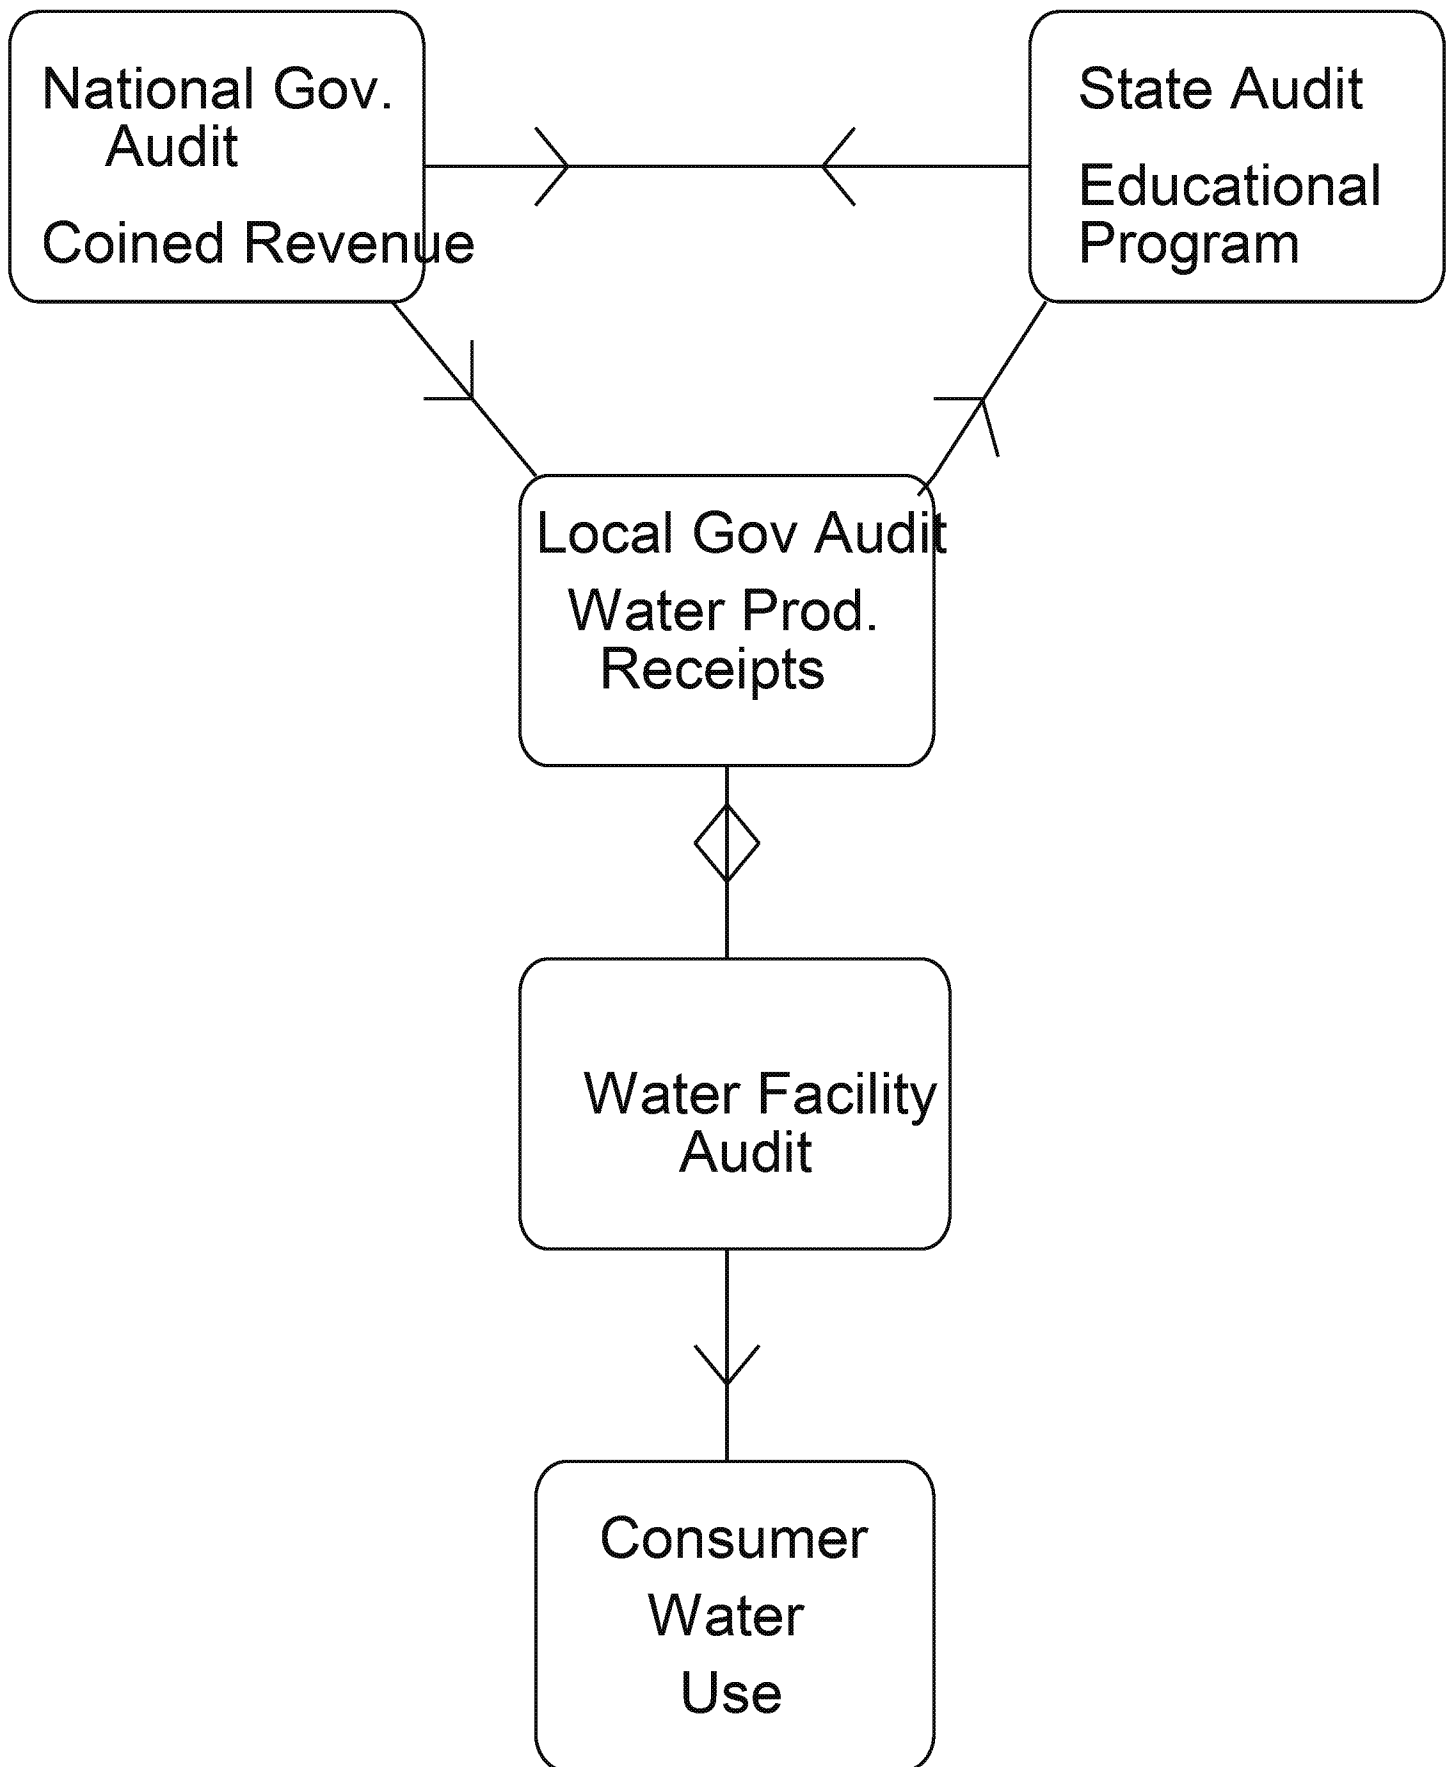 National Gov.
Audit
Coined Revenue
State Audit
Educational
Program
Local Gov Audit
Water Prod.
Receipts
Water Facility
Audit
Consumer
Water
Use